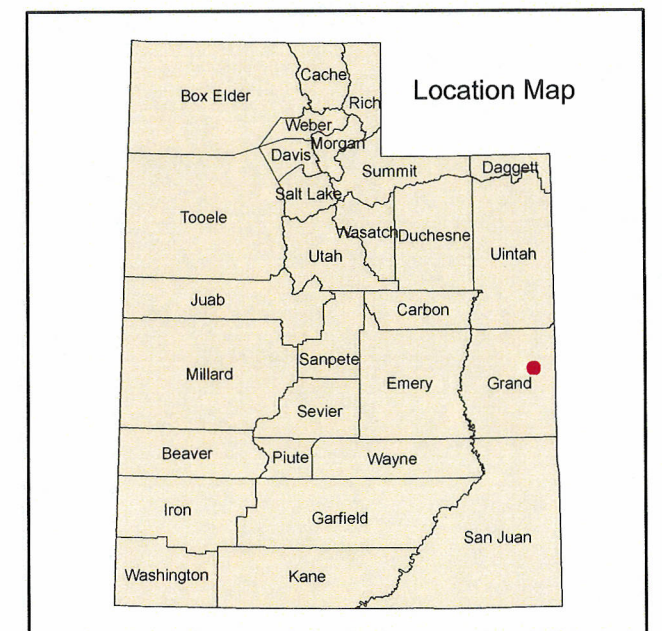 Location Map
Cache
Box Elder
Rich
Weber
Morgan
Davis
Summit
Daggett
Salt Lake
Tooele
Wasatch
Duchesne
Utah
Uintah
Juab
Carbon
Sanpete
Millard
Emery
Grand
Sevier
Beaver
Piute
Wayne
Iron
Garfield
San Juan
Washington
Kane